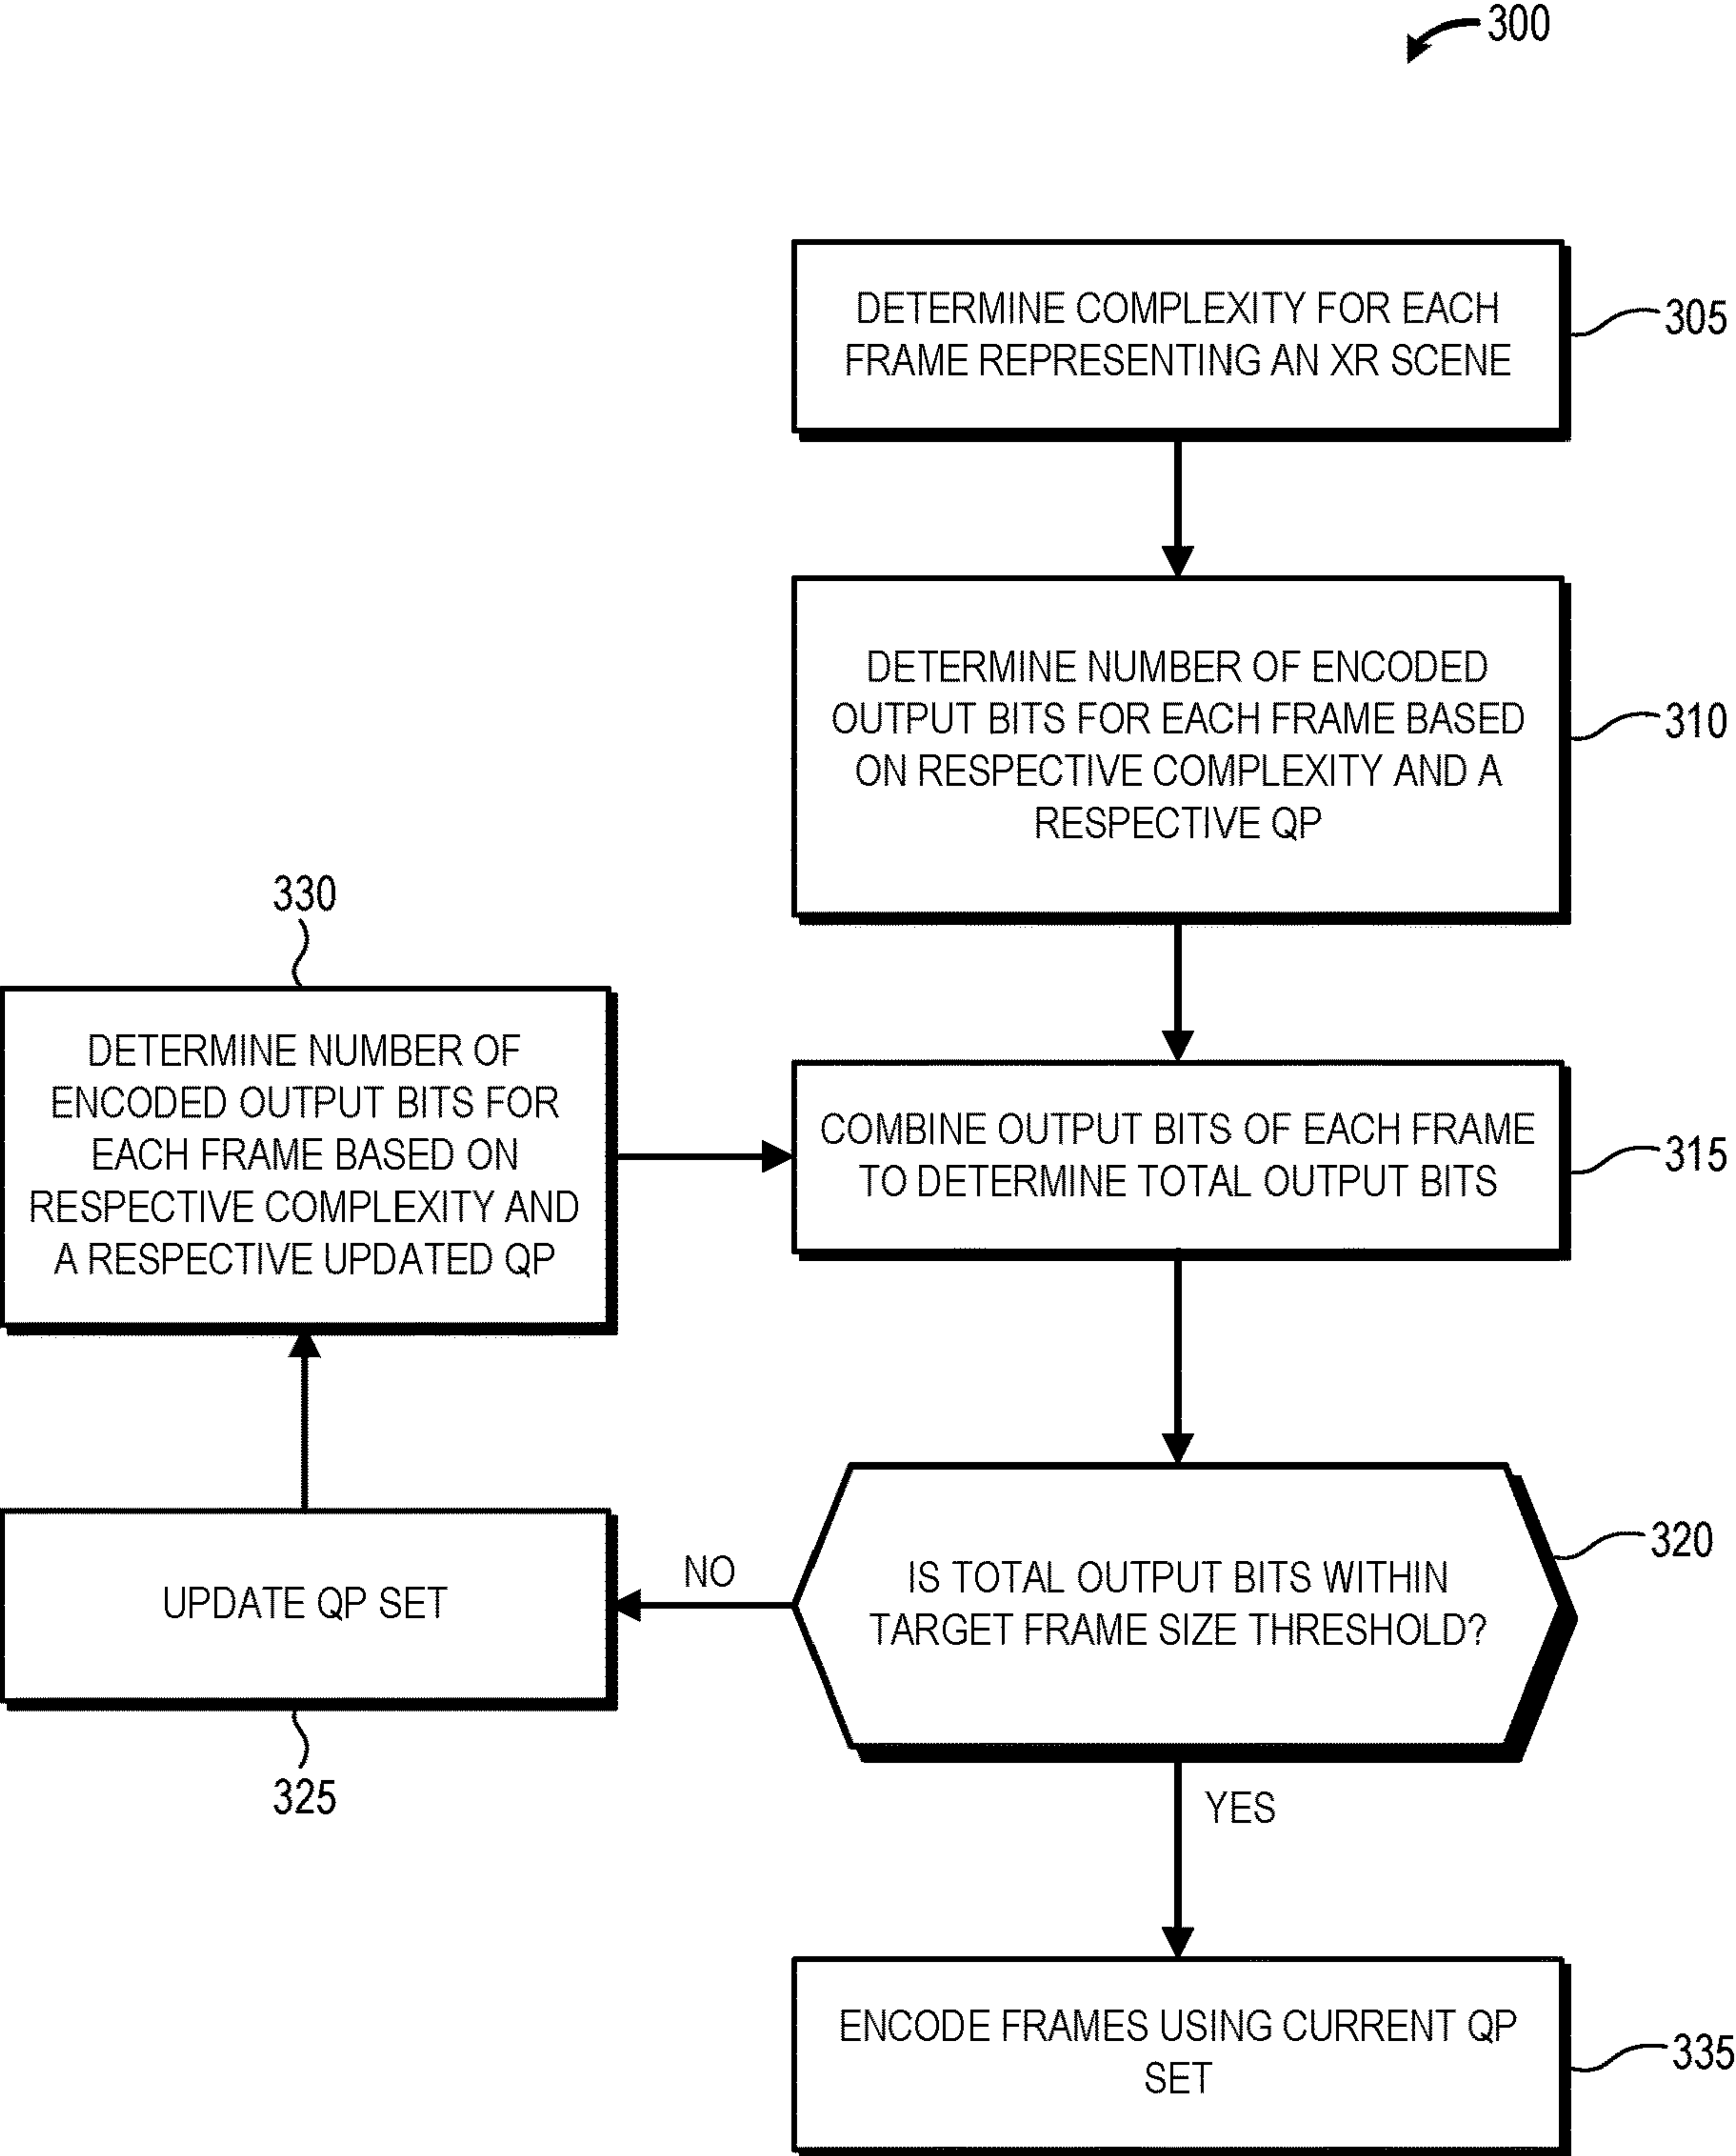 300
DETERMINE COMPLEXITY FOR EACH
FRAME REPRESENTING AN XR SCENE
305
DETERMINE NUMBER OF ENCODED
OUTPUT BITS FOR EACH FRAME BASED
ON RESPECTIVE COMPLEXITY AND A
RESPECTIVE QP
310
330
DETERMINE NUMBER OF
ENCODED OUTPUT BITS FOR
EACH FRAME BASED ON
RESPECTIVE COMPLEXITY AND
A RESPECTIVE UPDATED QP
COMBINE OUTPUT BITS OF EACH FRAME
TO DETERMINE TOTAL OUTPUT BITS
315
IS TOTAL OUTPUT BITS WITHIN
TARGET FRAME SIZE THRESHOLD?
320
NO
UPDATE QP SET
325
YES
ENCODE FRAMES USING CURRENT QP
SET
335